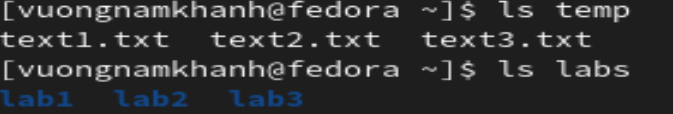 [vuongnamkhanh@fedora ~]$ ls temp
text1.txt  text2.txt  text3.txt
[vuongnamkhanh@fedora ~]$ ls labs
lab1  lab2  lab3